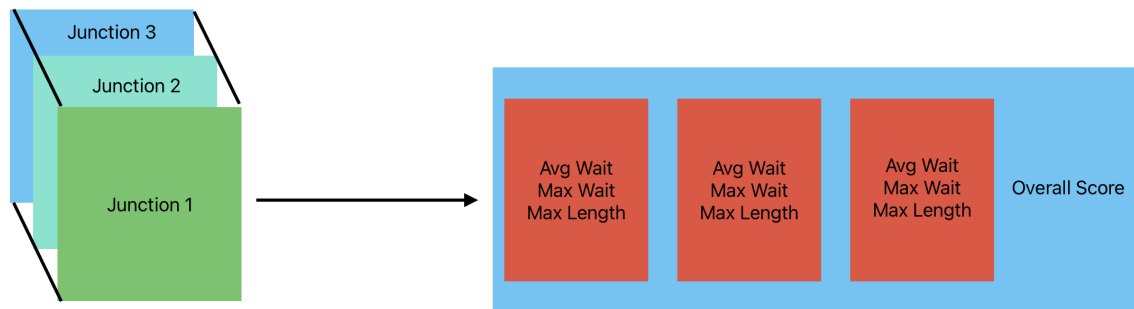 Junction 3
Junction 2
Junction 1
Avg Wait
Max Wait
Max Length
Avg Wait
Max Wait
Max Length
Avg Wait
Max Wait
Max Length
Overall Score